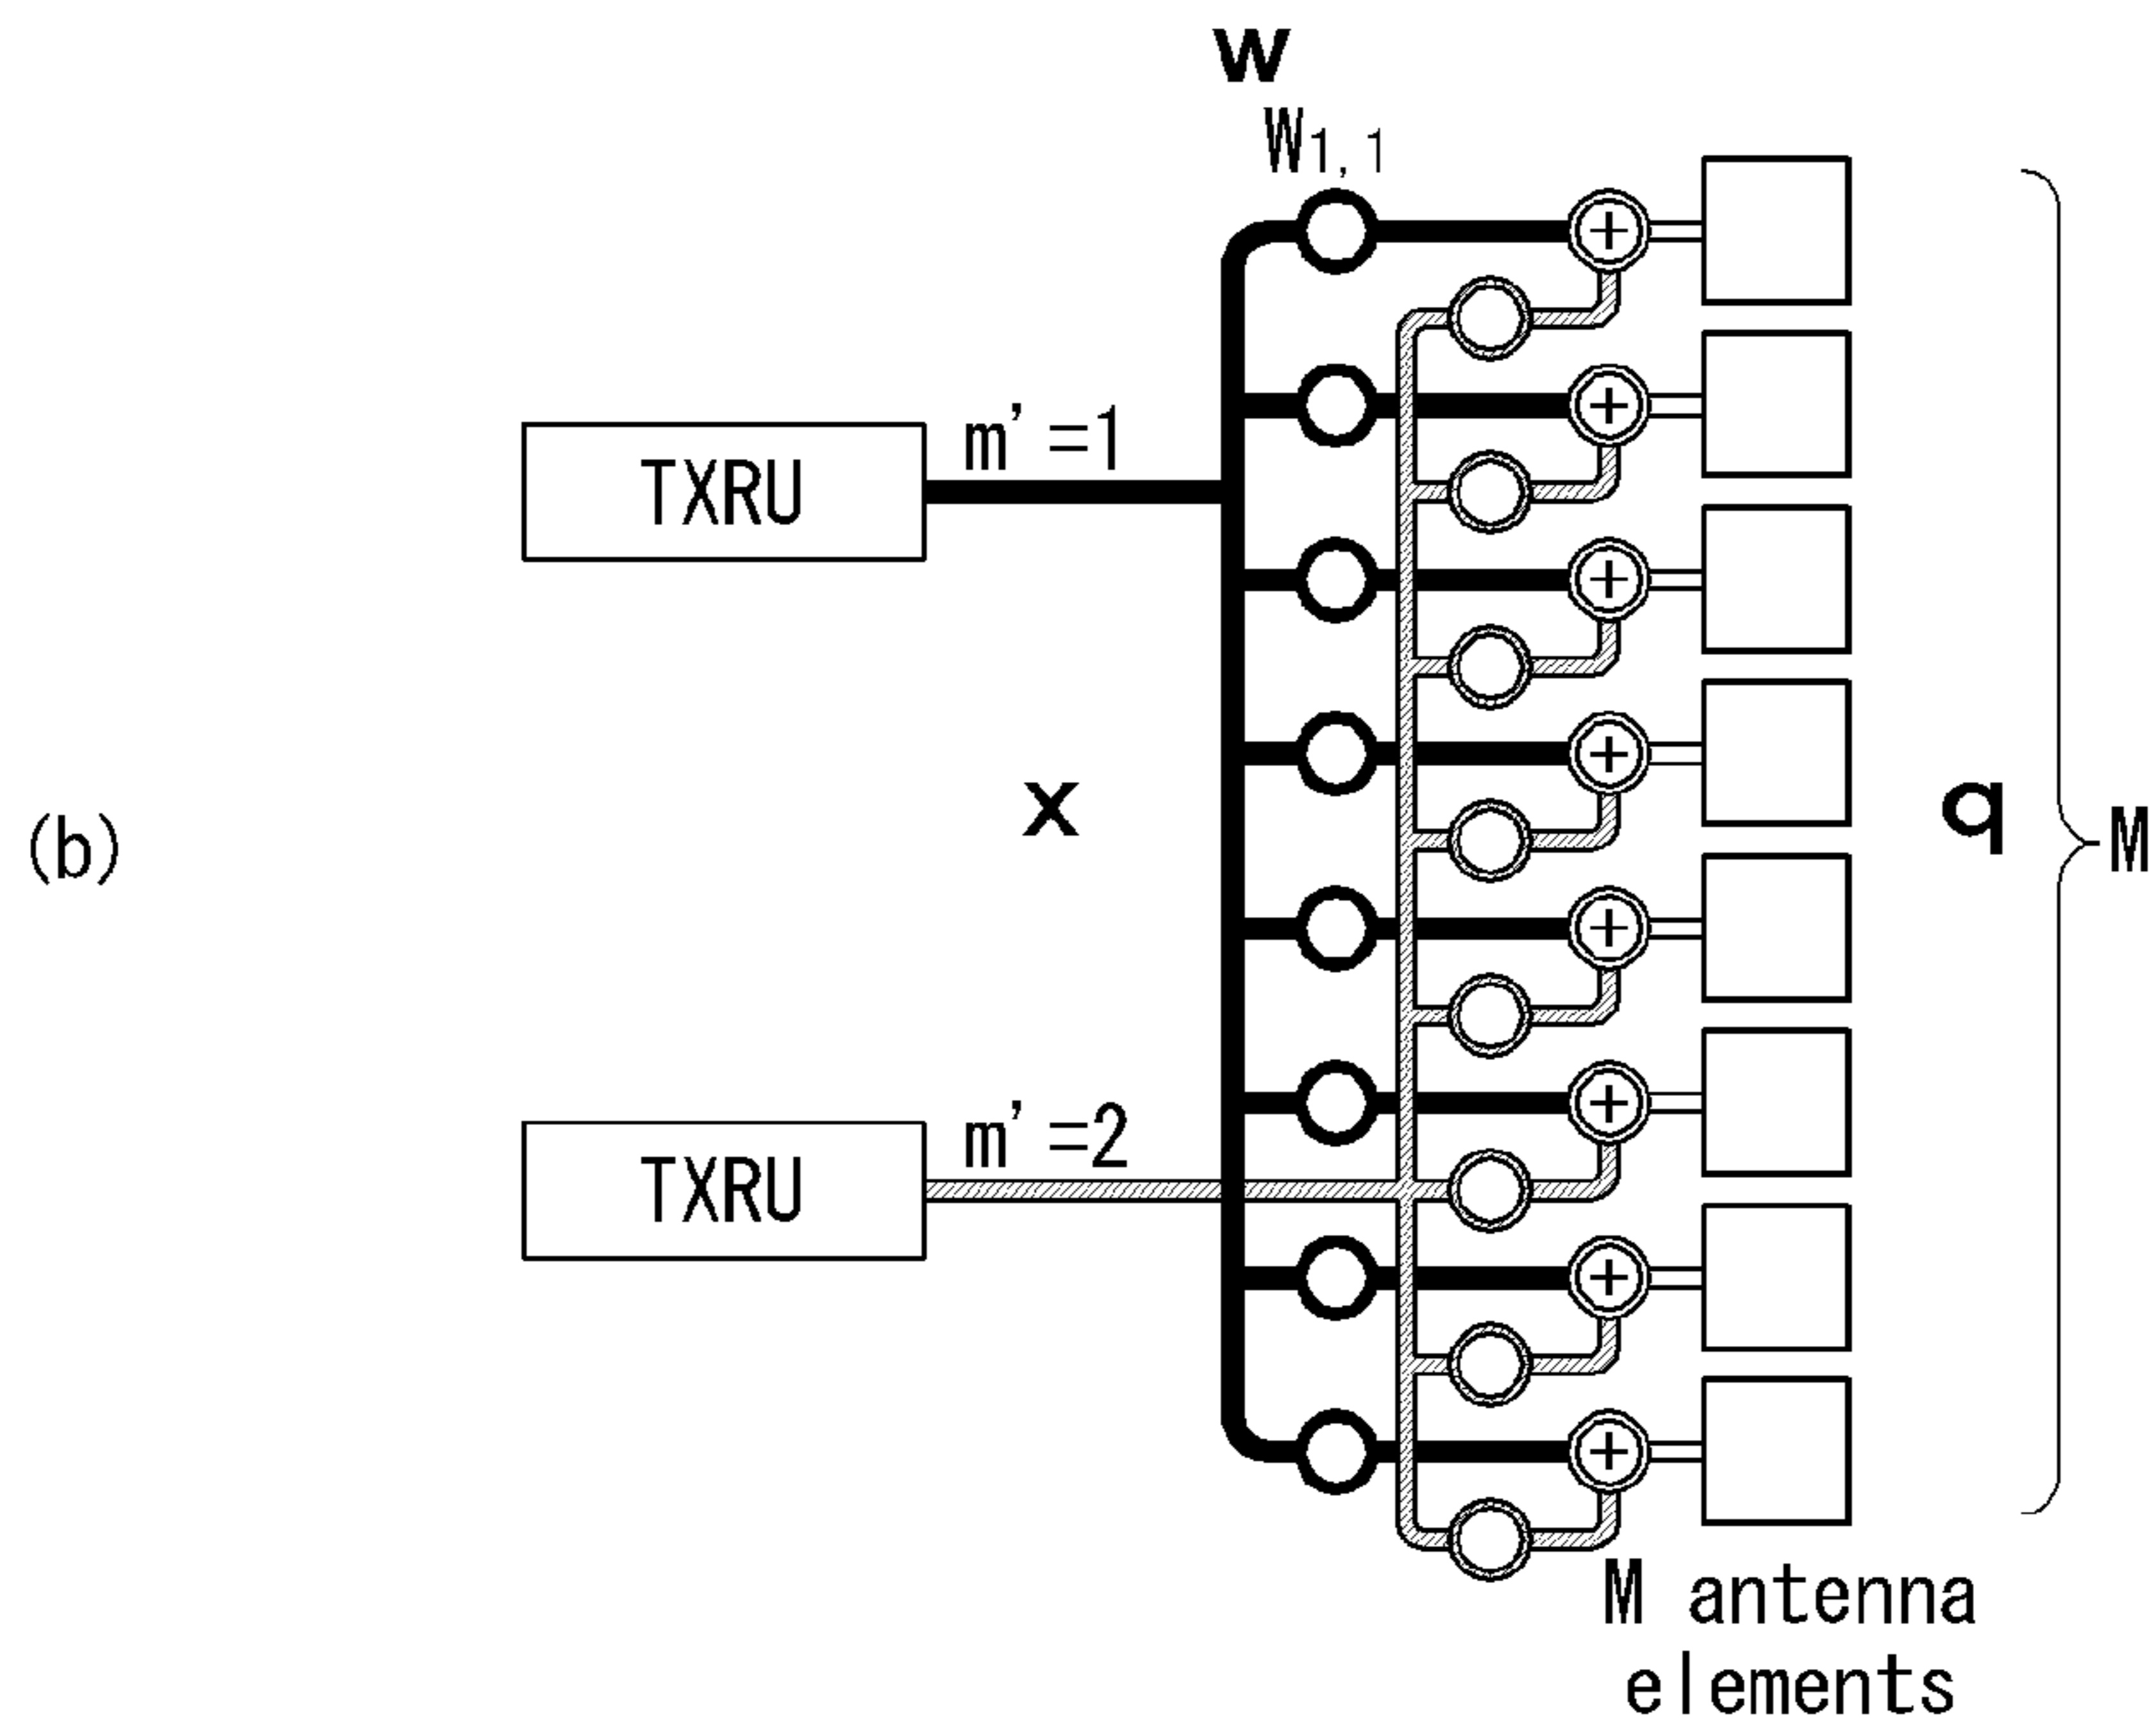 w
W1,1
m'=1
TXRU
x
q
M
(b)
m'=2
TXRU
+
+
+
+
+
+
+
+
M antenna
elements